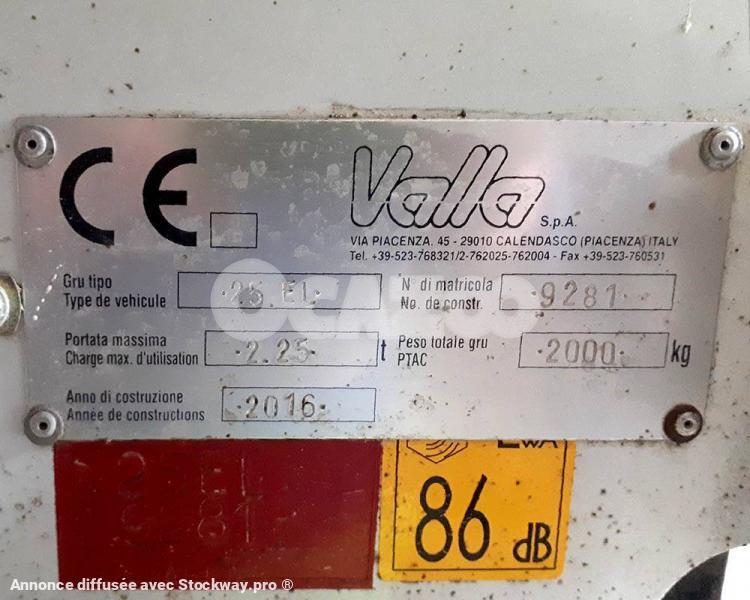 CE
Valla S.p.A.
VIA PIACENZA. 45 - 29010 CALENDASCO (PIACENZA) ITALY
Tel. +39-523-768321/2-762025-762004 - Fax +39-523-760531
Gru tipo
Type de vehicule
·25 EL·
N° di matricola
No. de constr.
·9281·
Portata massima
Charge max. d'utilisation
·2.25· t
Peso totale gru
PTAC
·2000· kg
Anno di costruzione
Année de constructions
·2016·
OCAZOO
LWA
86 dB
Annonce diffusée avec Stockway.pro ®